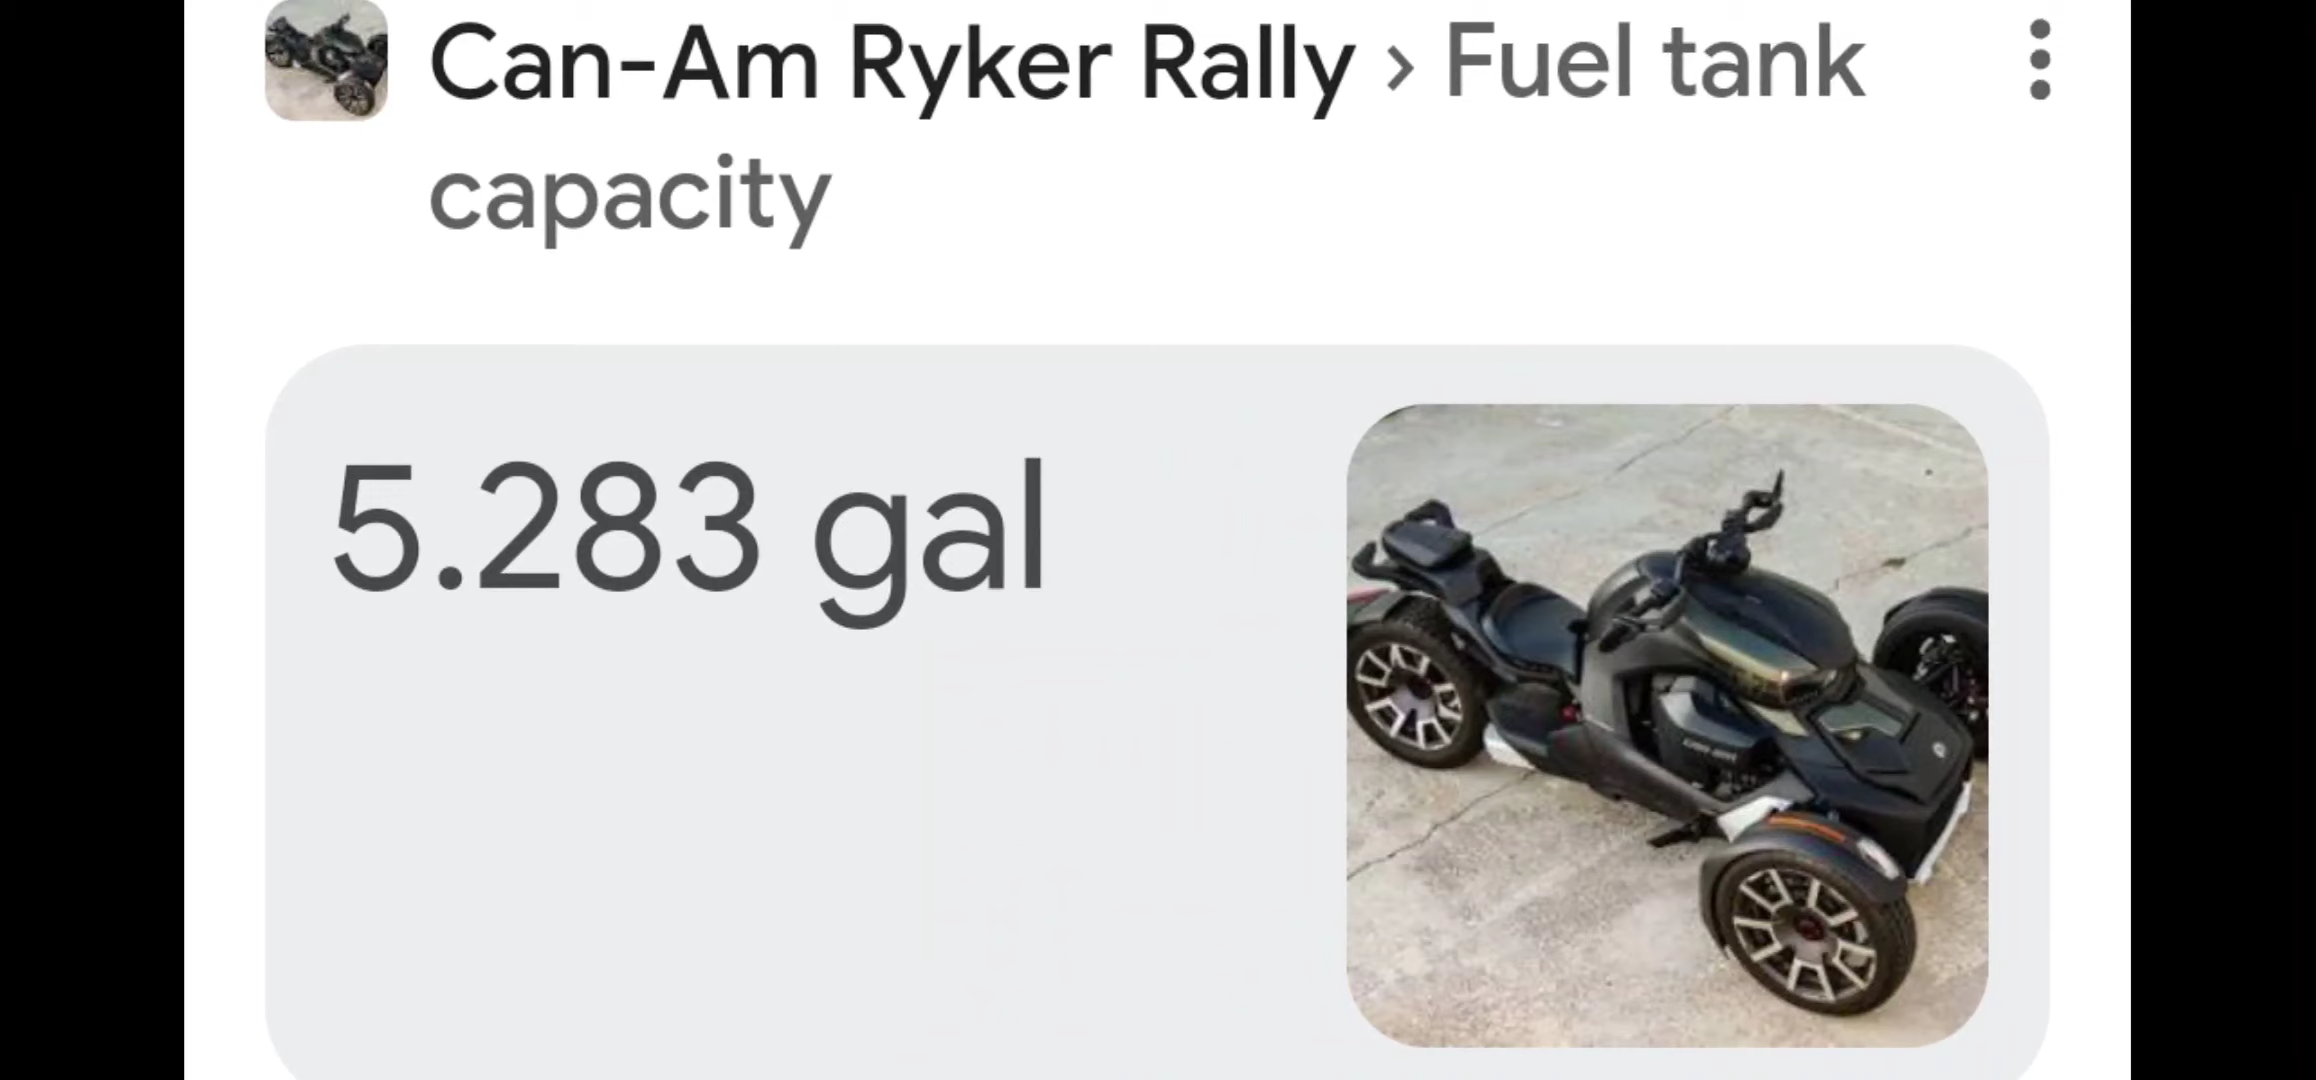 Can-Am Ryker Rally › Fuel tank
capacity
5.283 gal